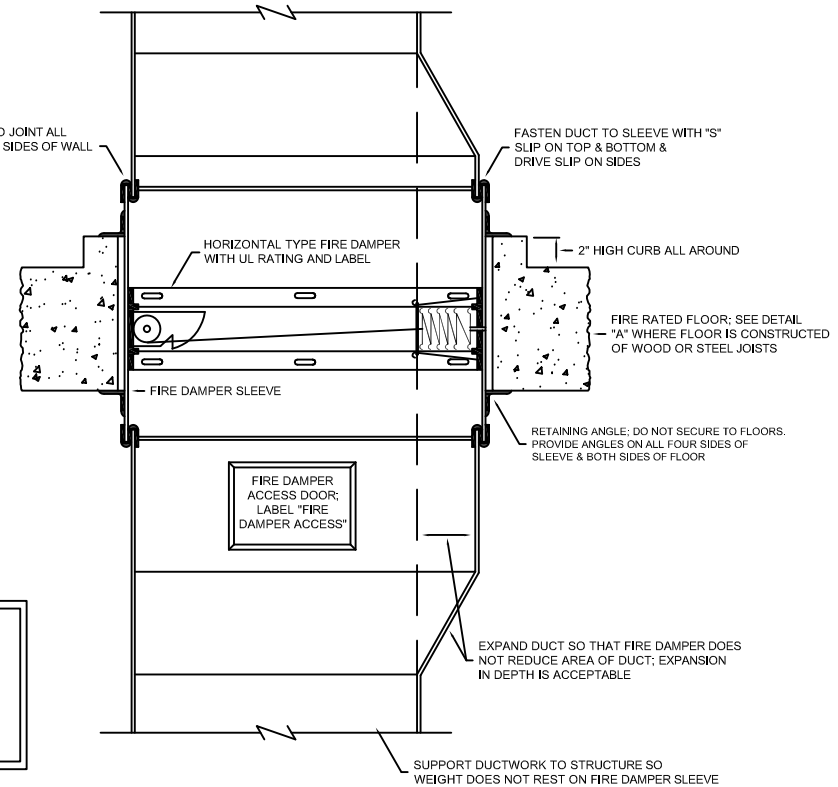 JOINT ALL
SIDES OF WALL
FASTEN DUCT TO SLEEVE WITH "S"
SLIP ON TOP & BOTTOM &
DRIVE SLIP ON SIDES
HORIZONTAL TYPE FIRE DAMPER
WITH UL RATING AND LABEL
2" HIGH CURB ALL AROUND
FIRE RATED FLOOR; SEE DETAIL
"A" WHERE FLOOR IS CONSTRUCTED
OF WOOD OR STEEL JOISTS
FIRE DAMPER SLEEVE
RETAINING ANGLE; DO NOT SECURE TO FLOORS.
PROVIDE ANGLES ON ALL FOUR SIDES OF
SLEEVE & BOTH SIDES OF FLOOR
FIRE DAMPER
ACCESS DOOR;
LABEL "FIRE
DAMPER ACCESS"
EXPAND DUCT SO THAT FIRE DAMPER DOES
NOT REDUCE AREA OF DUCT; EXPANSION
IN DEPTH IS ACCEPTABLE
SUPPORT DUCTWORK TO STRUCTURE SO
WEIGHT DOES NOT REST ON FIRE DAMPER SLEEVE